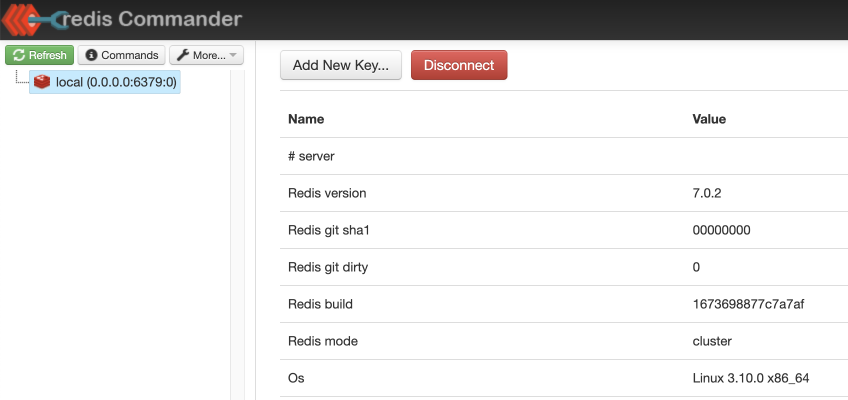 redis Commander
Refresh Commands More...
local (0.0.0.0:6379:0)
Add New Key... Disconnect
Name Value
# server
Redis version 7.0.2
Redis git sha1 00000000
Redis git dirty 0
Redis build 1673698877c7a7af
Redis mode cluster
Os Linux 3.10.0 x86_64